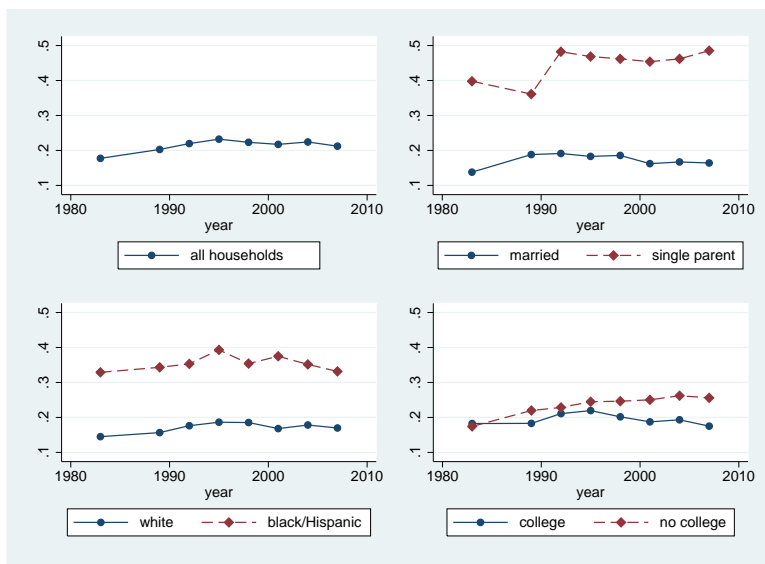 .5
.4
.3
.2
.1
1980 1990 2000 2010
year
all households
.5
.4
.3
.2
.1
1980 1990 2000 2010
year
married single parent
.5
.4
.3
.2
.1
1980 1990 2000 2010
year
white black/Hispanic
.5
.4
.3
.2
.1
1980 1990 2000 2010
year
college no college